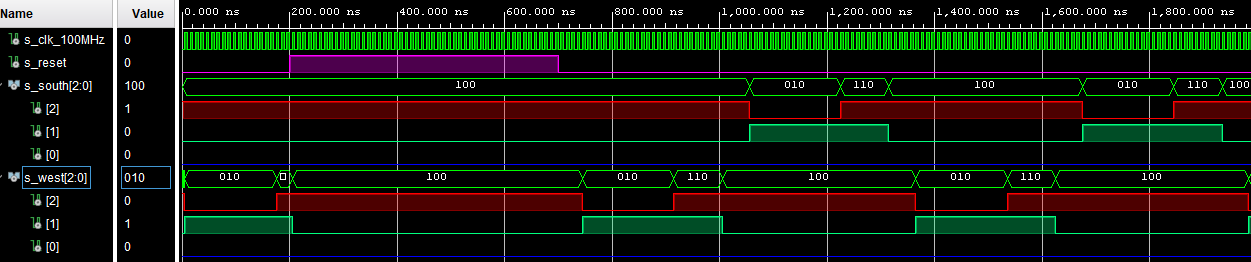 Name Value 0.000 ns 200.000 ns 400.000 ns 600.000 ns 800.000 ns 1,000.000 ns 1,200.000 ns 1,400.000 ns 1,600.000 ns 1,800.000 ns
s_clk_100MHz 0
s_reset 0
s_south[2:0] 100 100 010 110 100 010 110 100
[2] 1
[1] 0
[0] 0
s_west[2:0] 010 010 100 010 110 100 010 110 100
[2] 0
[1] 1
[0] 0